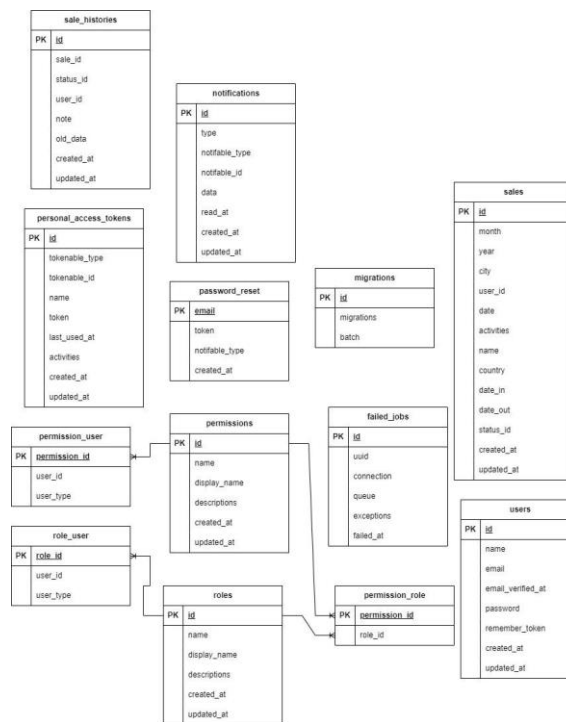 sale_histories
PK id
sale_id
status_id
user_id
note
old_data
created_at
updated_at
notifications
PK id
type
notifable_type
notifable_id
data
read_at
created_at
updated_at
sales
PK id
month
year
city
user_id
date
activities
name
country
date_in
date_out
status_id
created_at
updated_at
personal_access_tokens
PK id
tokenable_type
tokenable_id
name
token
last_used_at
activities
created_at
updated_at
password_reset
PK email
token
notifable_type
created_at
migrations
PK id
migrations
batch
permission_user
PK permission_id
user_id
user_type
permissions
PK id
name
display_name
descriptions
created_at
updated_at
failed_jobs
PK id
uuid
connection
queue
exceptions
failed_at
users
PK id
name
email
email_verified_at
password
remember_token
created_at
updated_at
role_user
PK role_id
user_id
user_type
roles
PK id
name
display_name
descriptions
created_at
updated_at
permission_role
PK permission_id
role_id